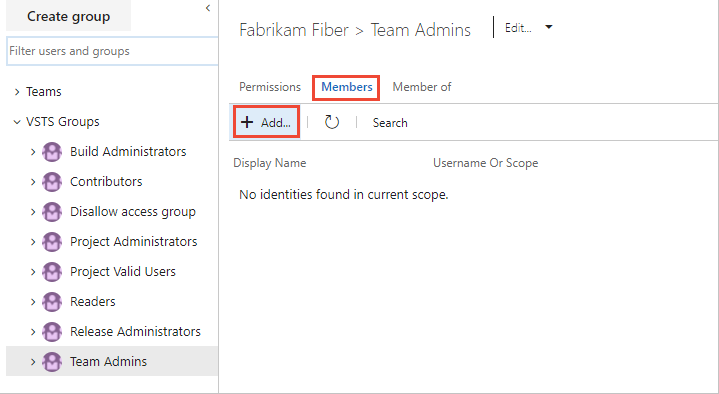 Create group
Filter users and groups
Teams
VSTS Groups
Build Administrators
Contributors
Disallow access group
Project Administrators
Project Valid Users
Readers
Release Administrators
Team Admins
Fabrikam Fiber > Team Admins
Edit...
Permissions Members Member of
+ Add... Search
Display Name Username Or Scope
No identities found in current scope.